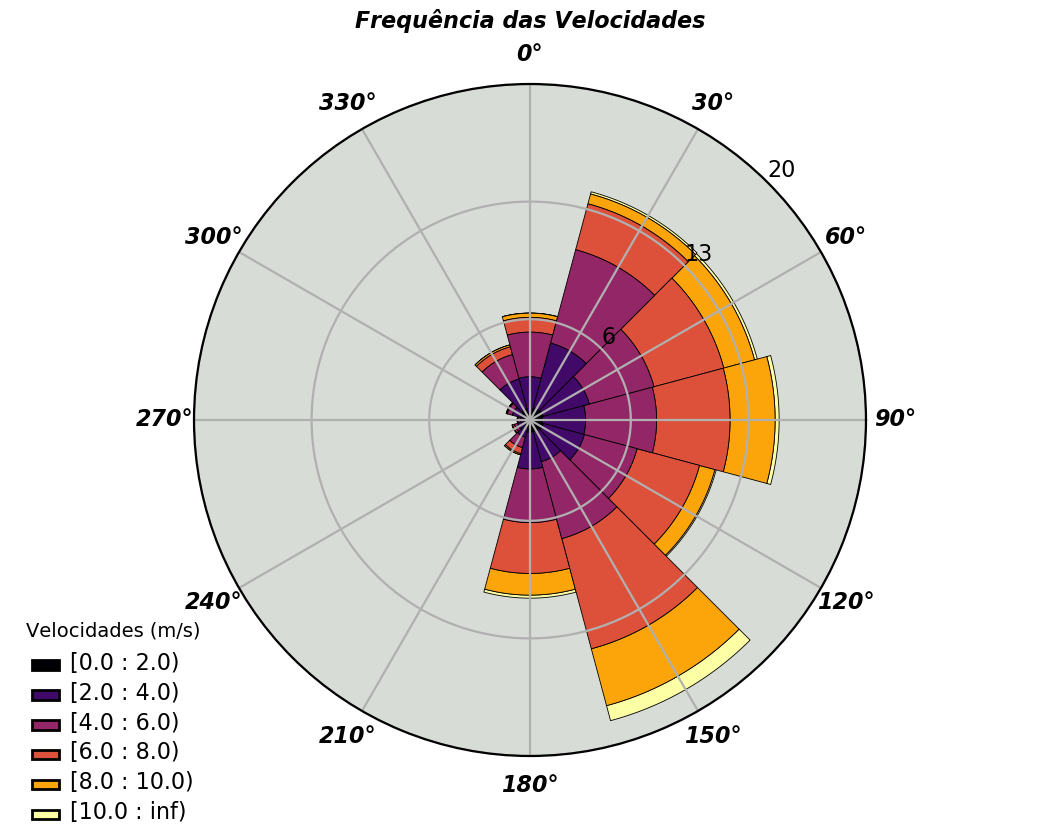 Frequência das Velocidades
0°
330°
30°
20
300°
60°
13
6
270°
90°
240°
120°
210°
150°
180°
Velocidades (m/s)
[0.0 : 2.0)
[2.0 : 4.0)
[4.0 : 6.0)
[6.0 : 8.0)
[8.0 : 10.0)
[10.0 : inf)